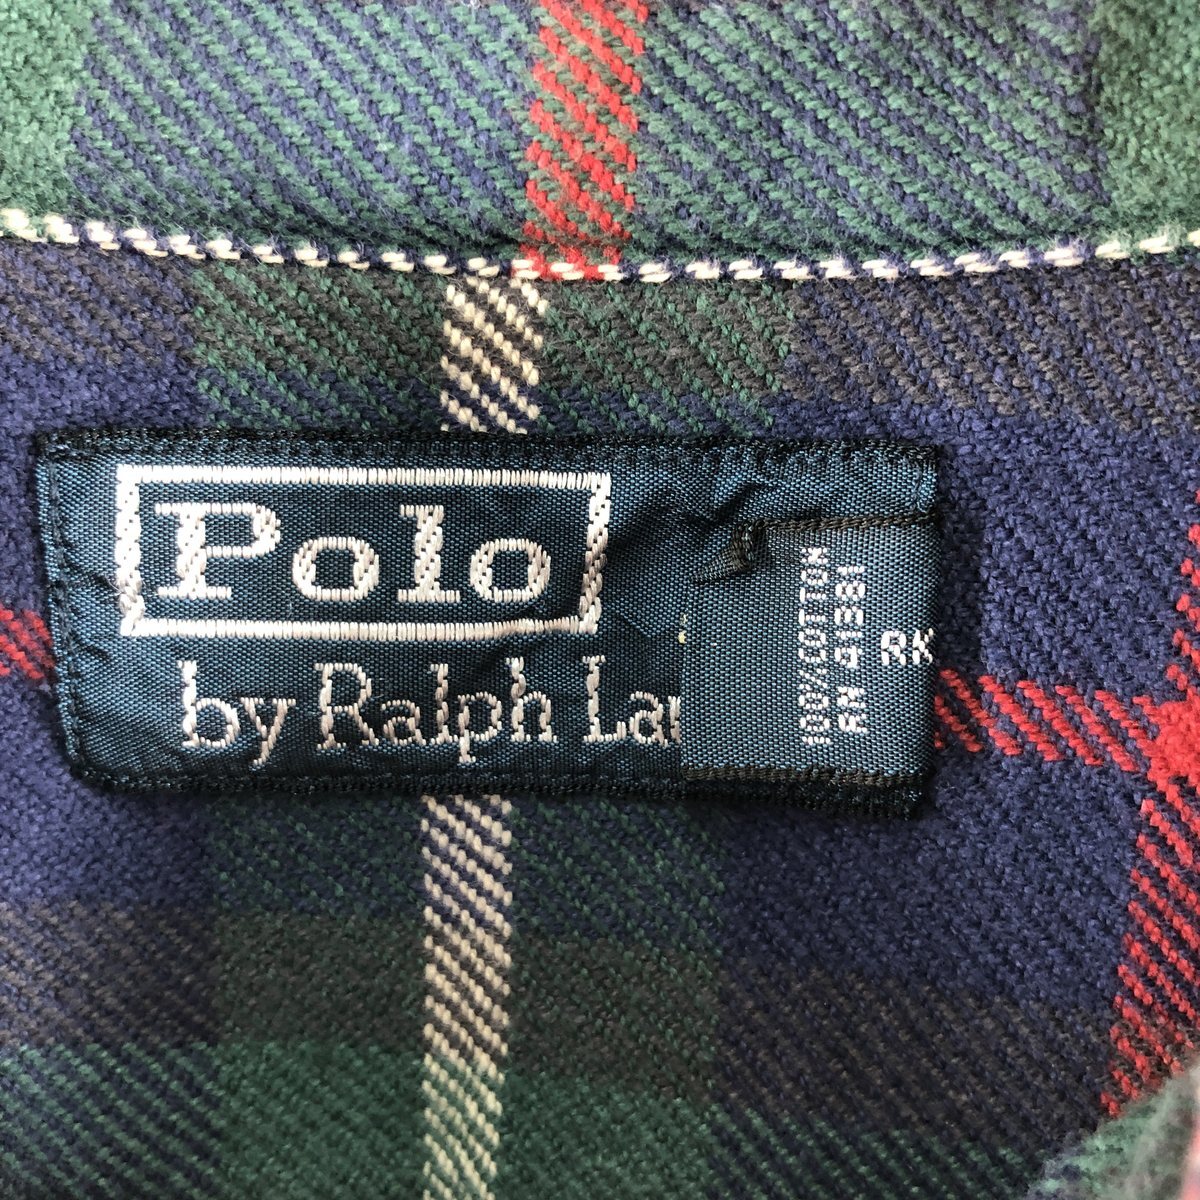 Polo
by Ralph La
100% COTTON
RN 41381
RK